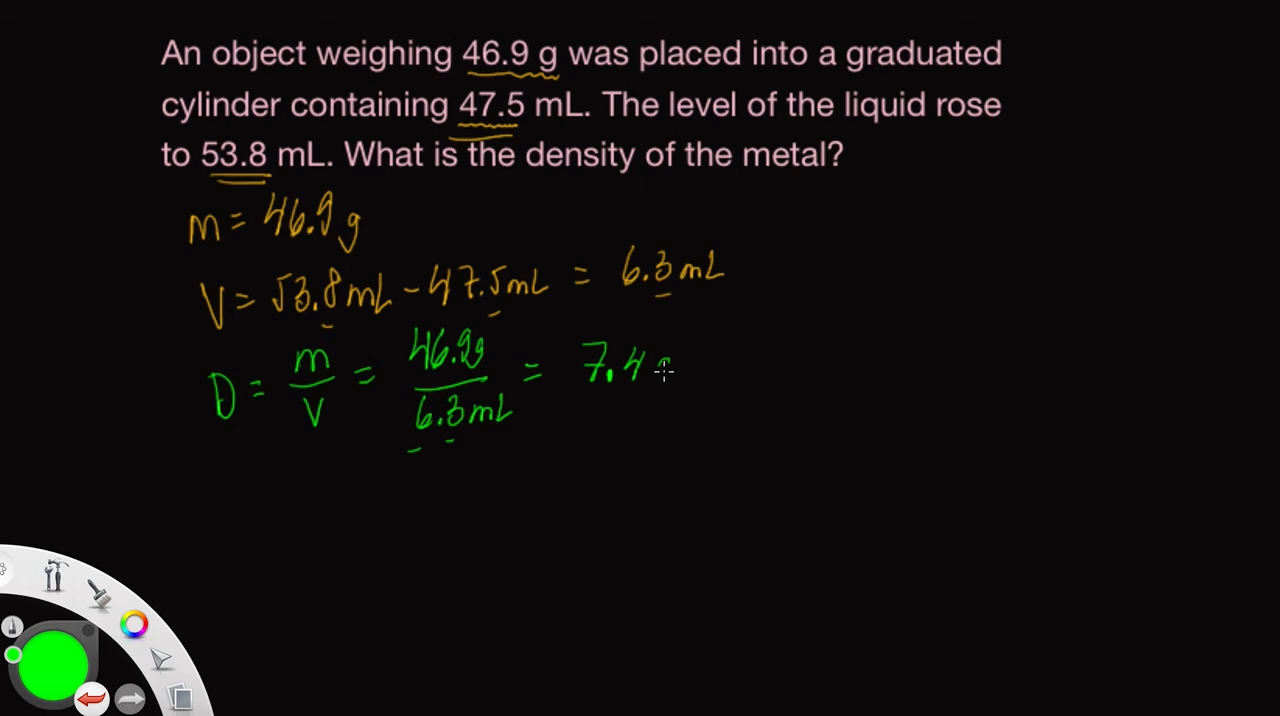 An object weighing 46.9 g was placed into a graduated
cylinder containing 47.5 mL. The level of the liquid rose
to 53.8 mL. What is the density of the metal?
m = 46.9 g
V = 53.8 mL - 47.5 mL = 6.3 mL
D = m/V = 46.9g/6.3 mL = 7.4